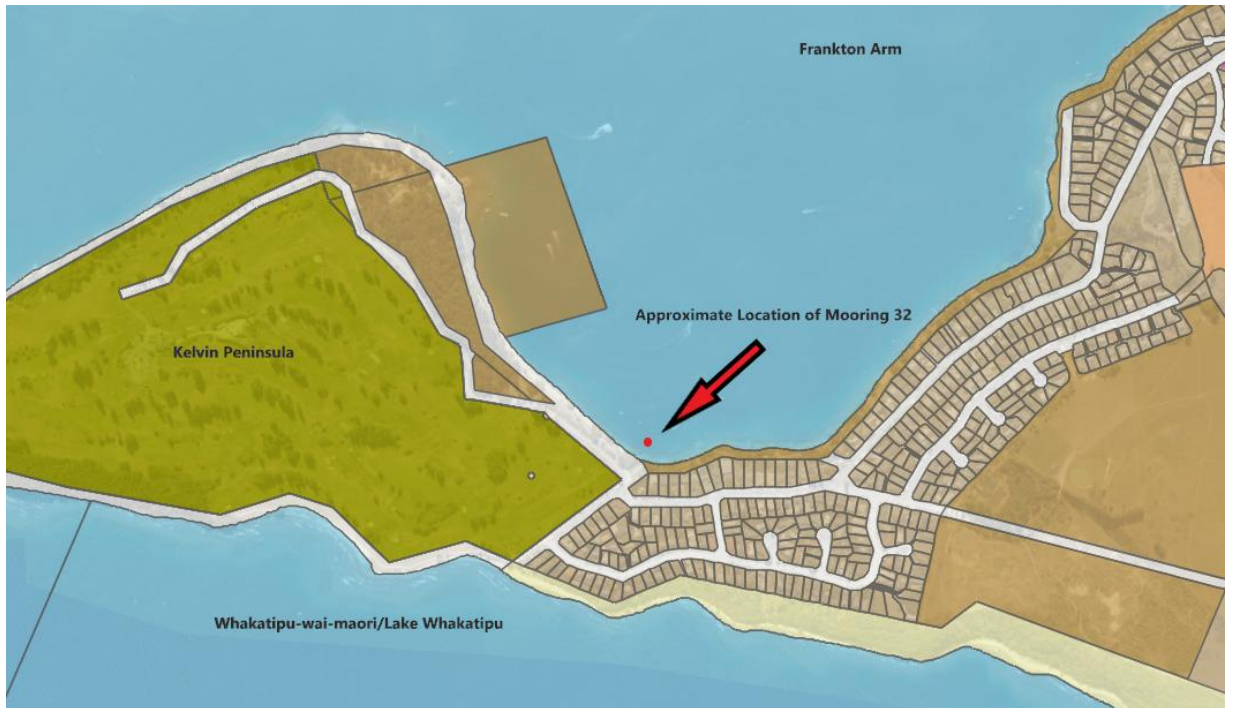 Frankton Arm
Approximate Location of Mooring 32
Kelvin Peninsula
Whakatipu-wai-maori/Lake Whakatipu